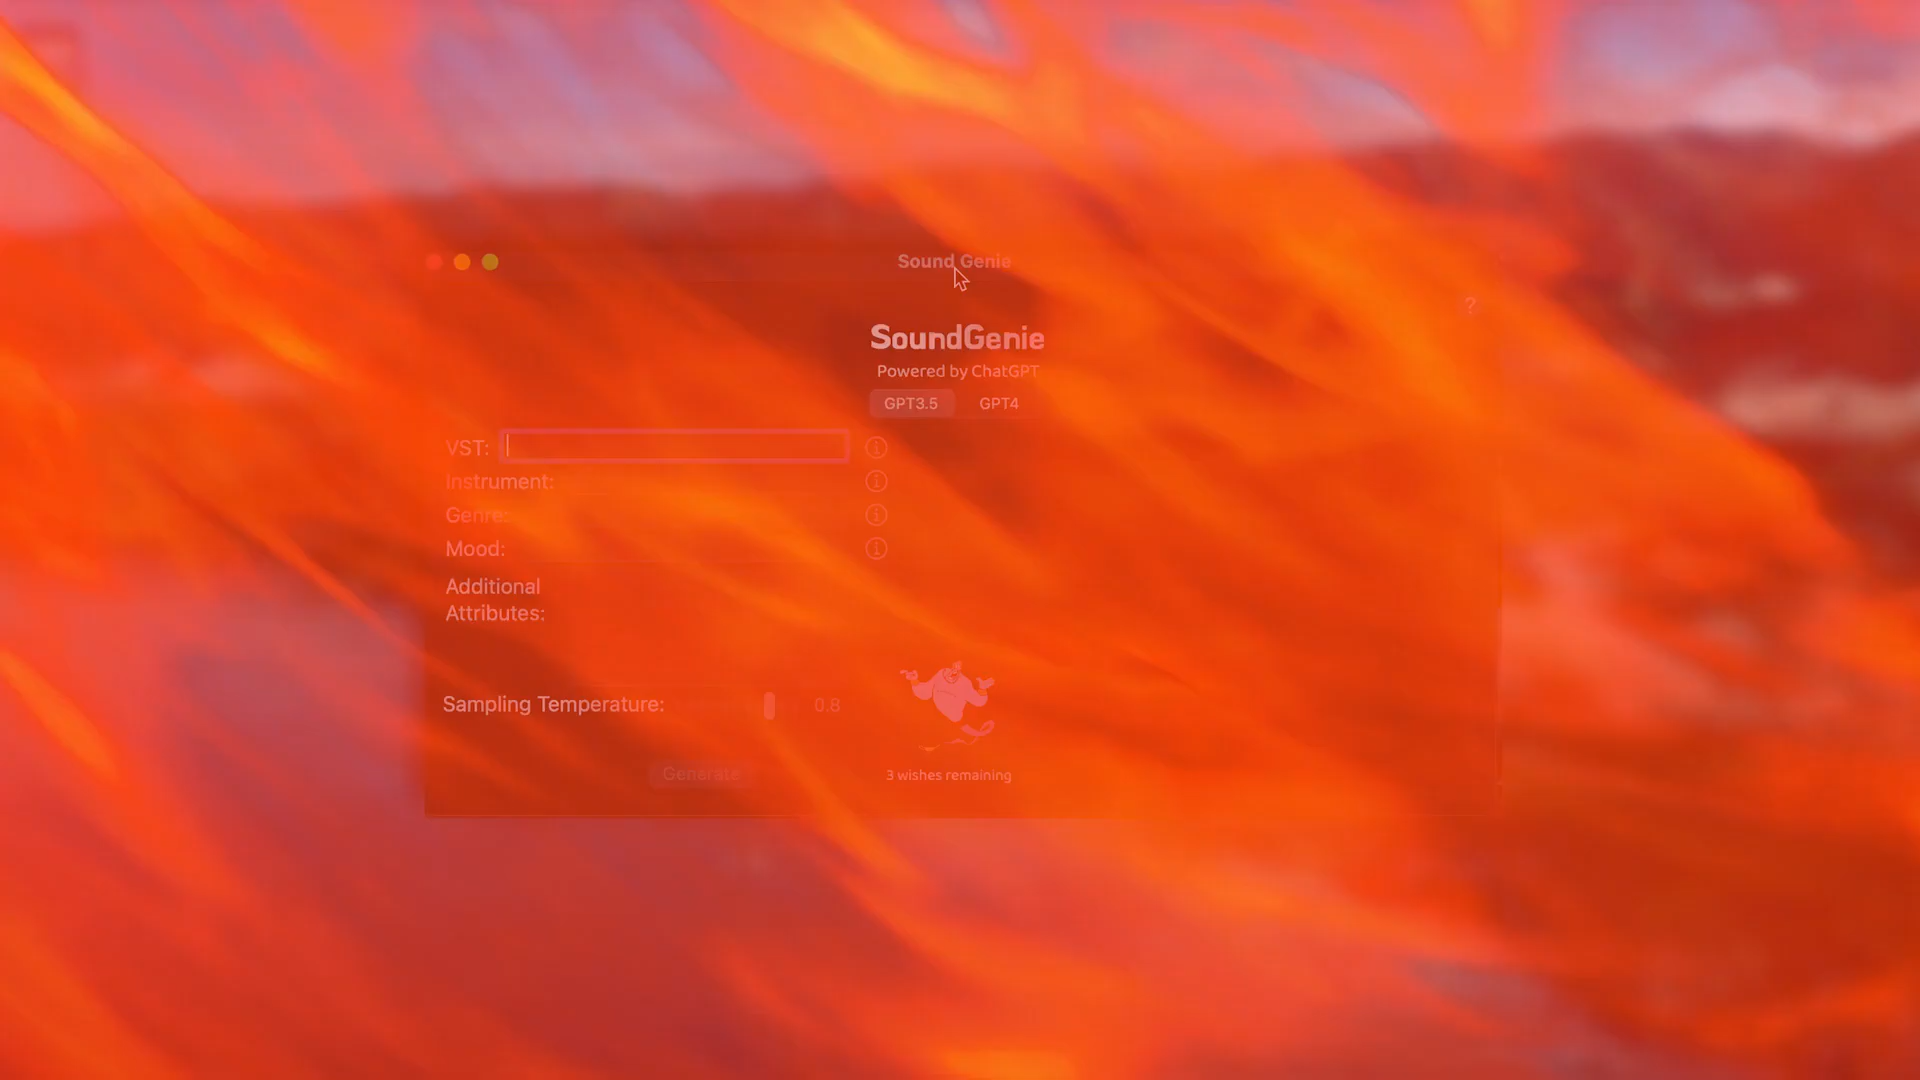 Sound Genie
?
SoundGenie
Powered by ChatGPT
GPT3.5 GPT4
VST:
Instrument:
Genre:
Mood:
Additional
Attributes:
Sampling Temperature: 0.8
Generate
3 wishes remaining